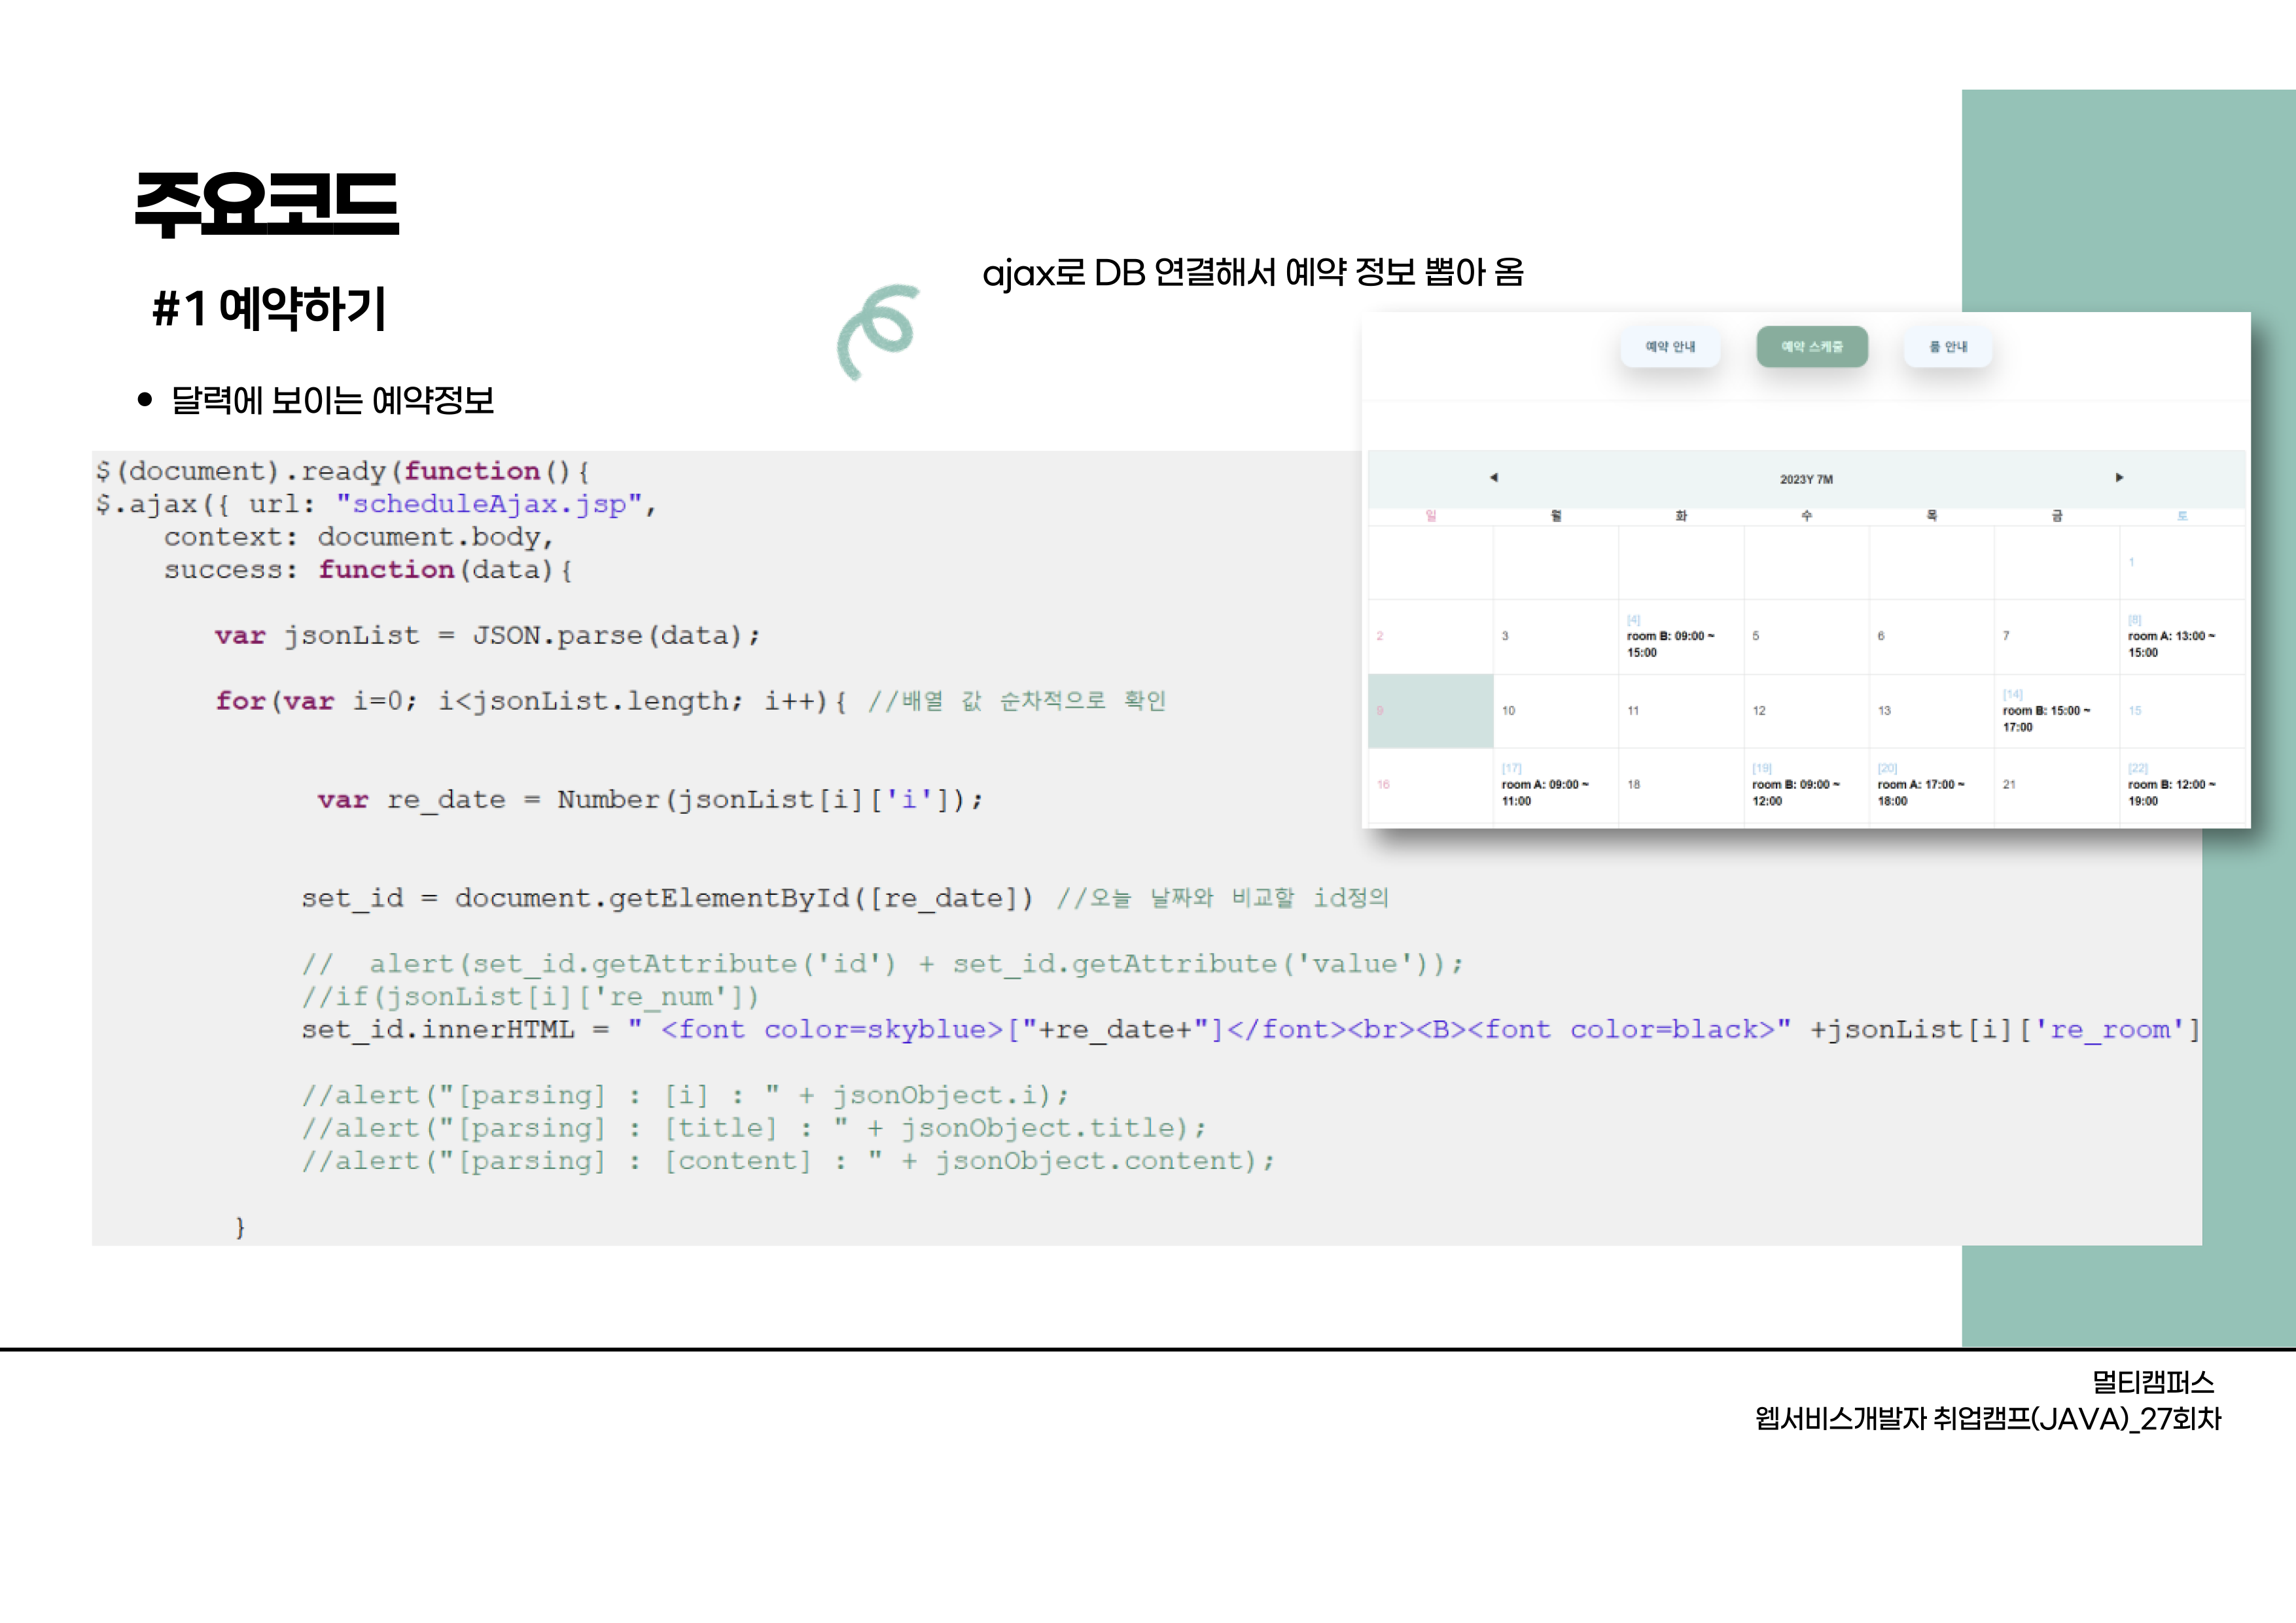 주요코드
#1 예약하기
ajax로 DB 연결해서 예약 정보 뽑아 옴
• 달력에 보이는 예약정보
$(document).ready(function(){
$.ajax({ url: "scheduleAjax.jsp",
context: document.body,
success: function(data){
var jsonList = JSON.parse(data);
for(var i=0; i<jsonList.length; i++){ //배열 값 순차적으로 확인
var re_date = Number(jsonList[i]['i']);
set_id = document.getElementById([re_date]) //오늘 날짜와 비교할 id정의
// alert(set_id.getAttribute('id') + set_id.getAttribute('value'));
//if(jsonList[i]['re_num'])
set_id.innerHTML = " <font color=skyblue>["+re_date+"]</font><br><B><font color=black>" +jsonList[i]['re_room']
//alert("[parsing] : [i] : " + jsonObject.i);
//alert("[parsing] : [title] : " + jsonObject.title);
//alert("[parsing] : [content] : " + jsonObject.content);
}
예약 안내 예약 스케줄 룸 안내
◀ 2023Y 7M ▶
일 월 화 수 목 금 토
1
2 3 [4] room B: 09:00 ~ 15:00 5 6 7 [8] room A: 13:00 ~ 15:00
9 10 11 12 13 [14] room B: 15:00 ~ 17:00 15
16 [17] room A: 09:00 ~ 11:00 18 [19] room B: 09:00 ~ 12:00 [20] room A: 17:00 ~ 18:00 21 [22] room B: 12:00 ~ 19:00
멀티캠퍼스
웹서비스개발자 취업캠프(JAVA)_27회차